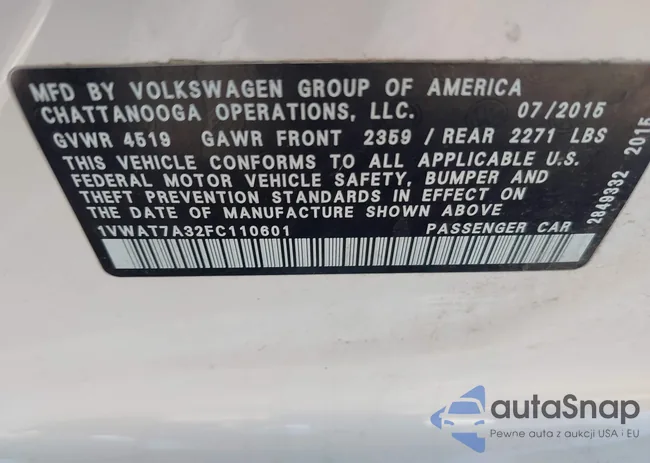 MFD BY VOLKSWAGEN GROUP OF AMERICA
CHATTANOOGA OPERATIONS, LLC. 07/2015
GVWR 4519 GAWR FRONT 2359 / REAR 2271 LBS
THIS VEHICLE CONFORMS TO ALL APPLICABLE U.S.
FEDERAL MOTOR VEHICLE SAFETY, BUMPER AND
THEFT PREVENTION STANDARDS IN EFFECT ON
THE DATE OF MANUFACTURE SHOWN ABOVE
1VWAT7A32FC110601 PASSENGER CAR
2849332 2015
autoSnap
Pewne auta z aukcji USA i EU